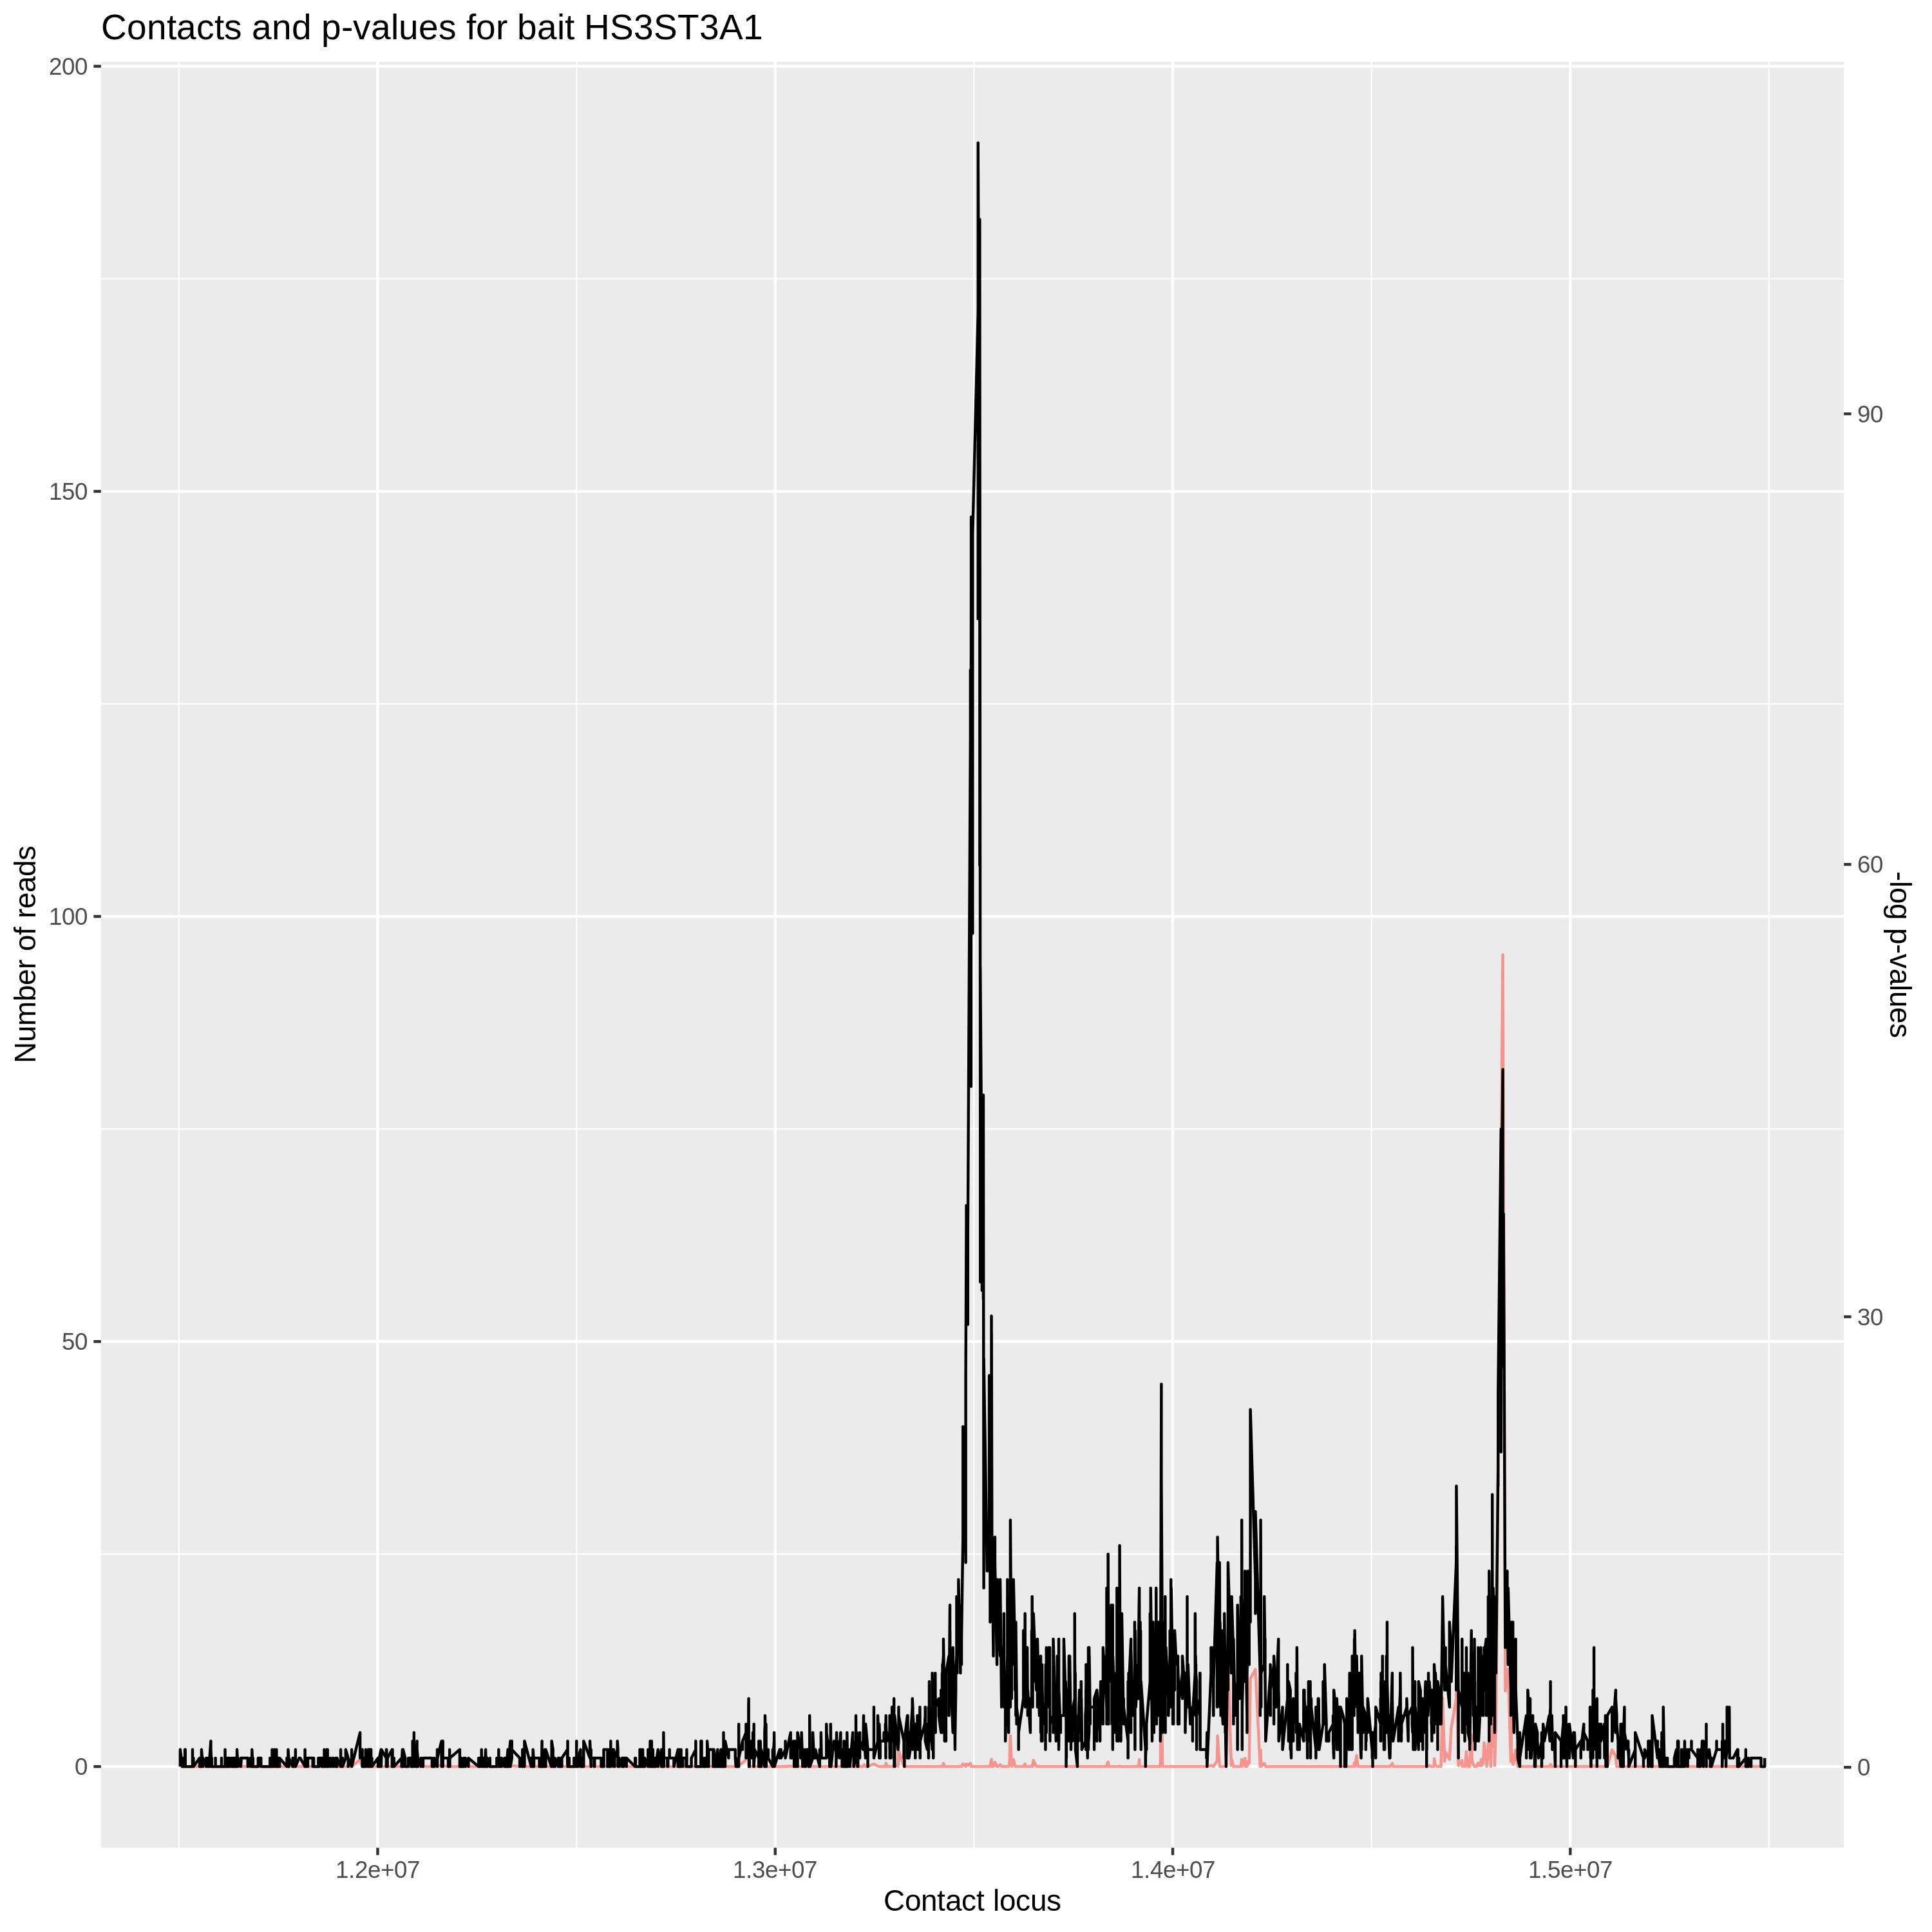 Contacts and p-values for bait HS3ST3A1
200
150
100
50
0
90
60
30
0
Number of reads
-log p-values
1.2e+07
1.3e+07
1.4e+07
1.5e+07
Contact locus